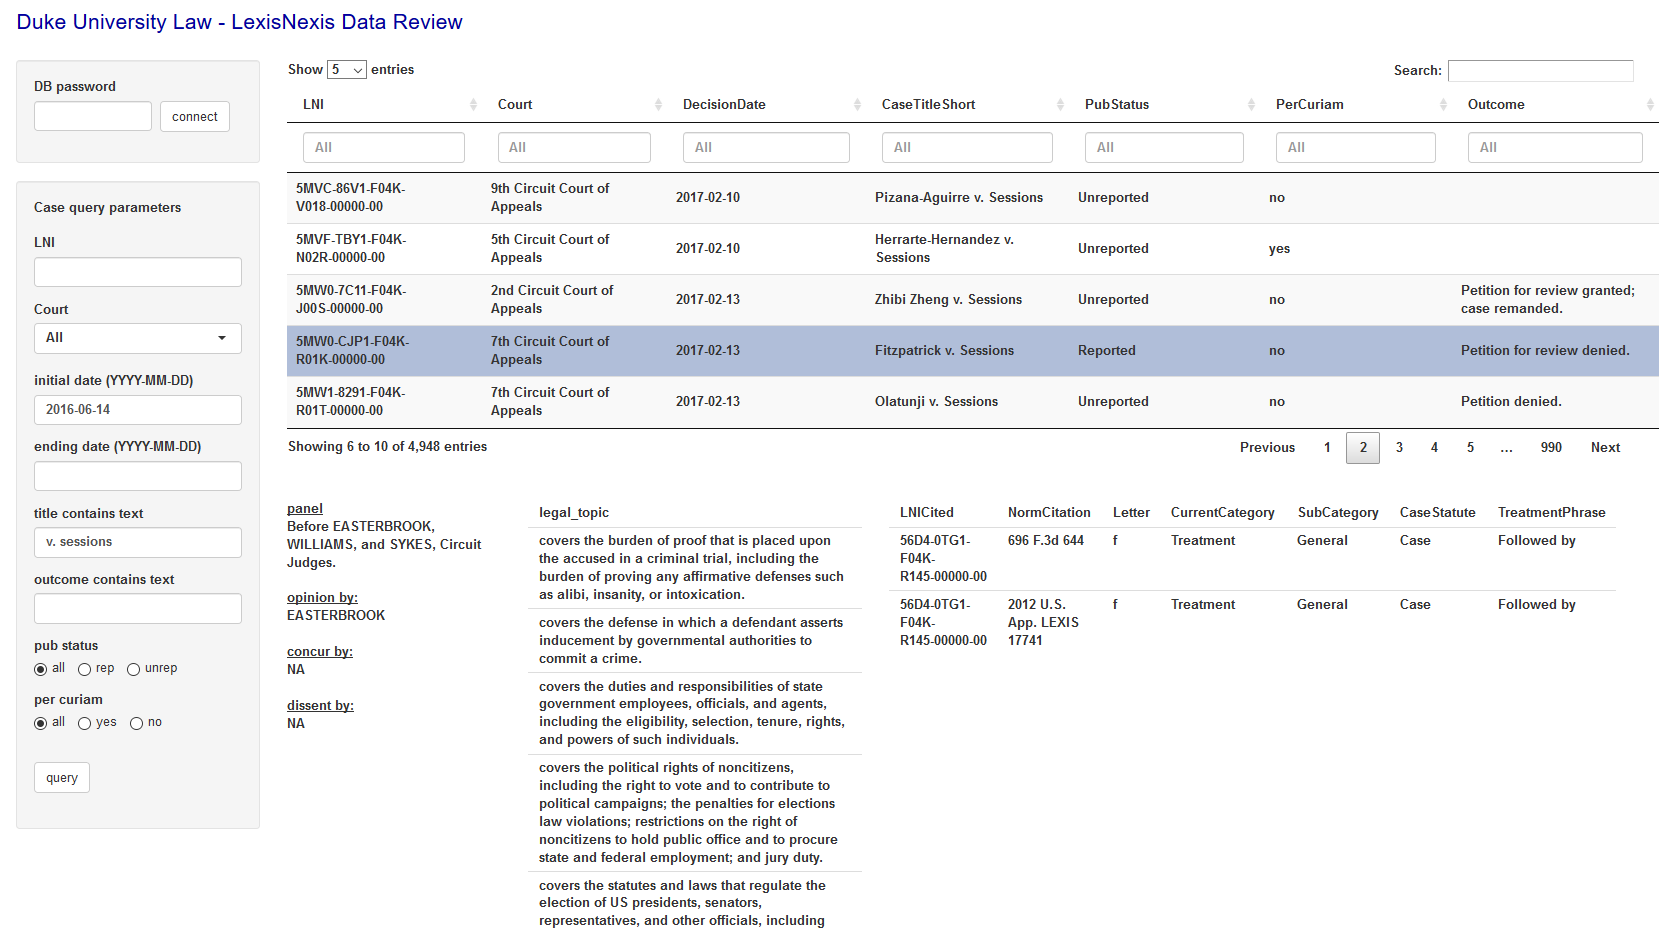 Duke University Law - LexisNexis Data Review
DB password
connect
Case query parameters
LNI
Court
All
initial date (YYYY-MM-DD)
2016-06-14
ending date (YYYY-MM-DD)
title contains text
v. sessions
outcome contains text
pub status
all rep unrep
per curiam
all yes no
query
Show 5 entries
Search:
LNI Court DecisionDate CaseTitleShort PubStatus PerCuriam Outcome
All All All All All All All
5MVC-86V1-F04K- 9th Circuit Court of
V018-00000-00 Appeals 2017-02-10 Pizana-Aguirre v. Sessions Unreported no
5MVF-TBY1-F04K- 5th Circuit Court of Herrarte-Hernandez v.
N02R-00000-00 Appeals 2017-02-10 Sessions Unreported yes
5MW0-7C11-F04K- 2nd Circuit Court of Petition for review granted;
J00S-00000-00 Appeals 2017-02-13 Zhibi Zheng v. Sessions Unreported no case remanded.
5MW0-CJP1-F04K- 7th Circuit Court of
R01K-00000-00 Appeals 2017-02-13 Fitzpatrick v. Sessions Reported no Petition for review denied.
5MW1-8291-F04K- 7th Circuit Court of
R01T-00000-00 Appeals 2017-02-13 Olatunji v. Sessions Unreported no Petition denied.
Showing 6 to 10 of 4,948 entries
Previous 1 2 3 4 5 ... 990 Next
panel
Before EASTERBROOK,
WILLIAMS, and SYKES, Circuit
Judges.
opinion by:
EASTERBROOK
concur by:
NA
dissent by:
NA
legal_topic
covers the burden of proof that is placed upon
the accused in a criminal trial, including the
burden of proving any affirmative defenses such
as alibi, insanity, or intoxication.
covers the defense in which a defendant asserts
inducement by governmental authorities to
commit a crime.
covers the duties and responsibilities of state
government employees, officials, and agents,
including the eligibility, selection, tenure, rights,
and powers of such individuals.
covers the political rights of noncitizens,
including the right to vote and to contribute to
political campaigns; the penalties for elections
law violations; restrictions on the right of
noncitizens to hold public office and to procure
state and federal employment; and jury duty.
covers the statutes and laws that regulate the
election of US presidents, senators,
representatives, and other officials, including
LNICited NormCitation Letter CurrentCategory SubCategory CaseStatute TreatmentPhrase
56D4-0TG1- 696 F.3d 644 f Treatment General Case Followed by
F04K-
R145-00000-00
56D4-0TG1- 2012 U.S. f Treatment General Case Followed by
F04K- App. LEXIS
R145-00000-00 17741